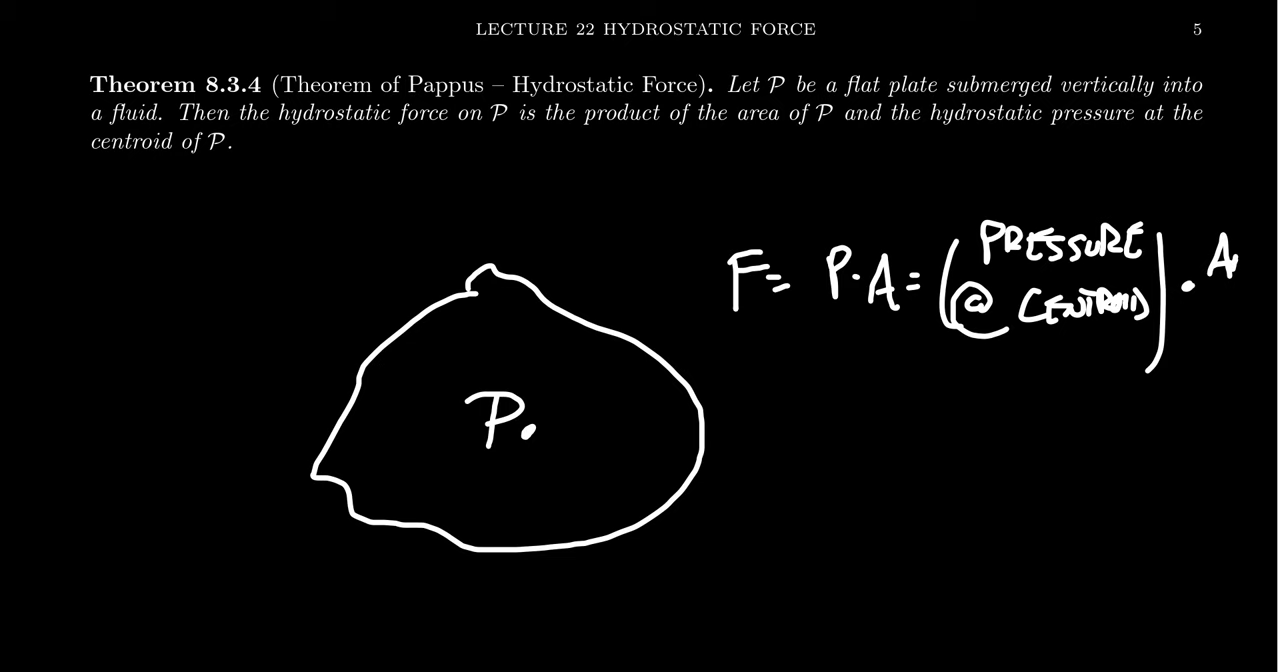 LECTURE 22 HYDROSTATIC FORCE 5
Theorem 8.3.4 (Theorem of Pappus – Hydrostatic Force). Let 𝒫 be a flat plate submerged vertically into
a fluid. Then the hydrostatic force on 𝒫 is the product of the area of 𝒫 and the hydrostatic pressure at the
centroid of 𝒫.
F = P · A = (PRESSURE
@ CENTROID) · A
P.